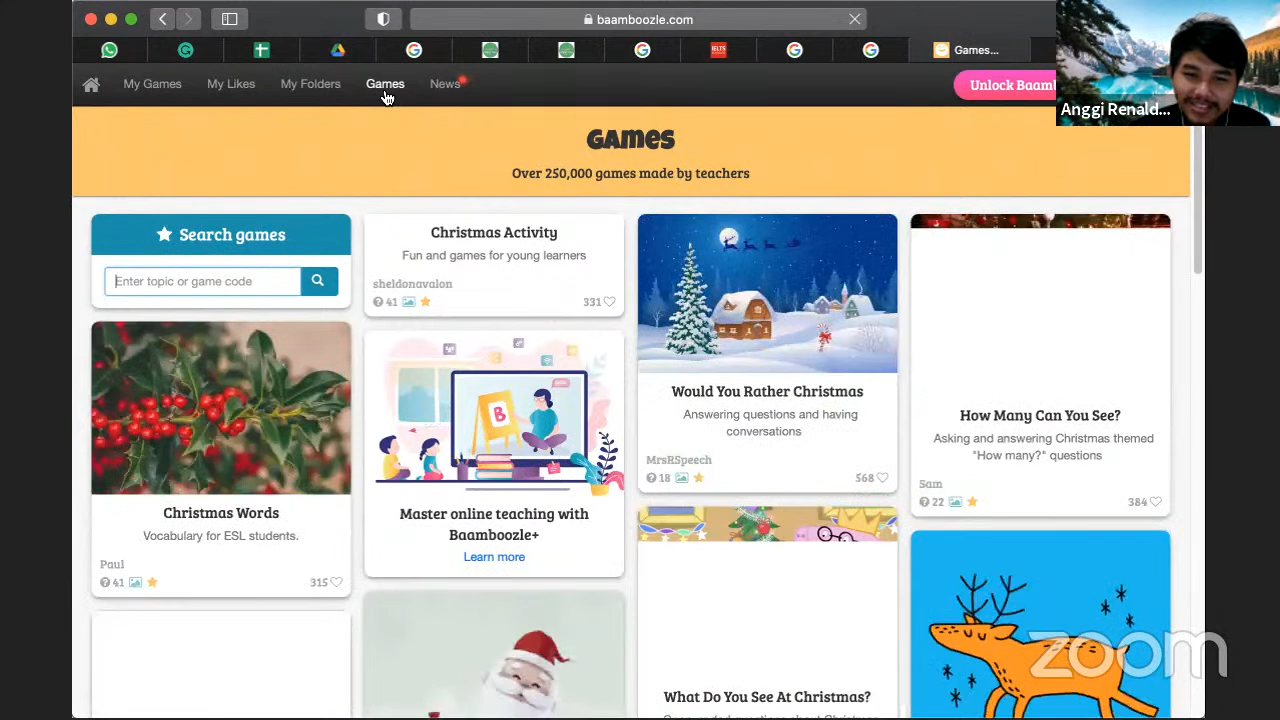 baamboozle.com
IELTS
Games...
My Games
My Likes
My Folders
Games
News
Unlock
Anggi Renald...
GAMES
Over 250,000 games made by teachers
Search games
Enter topic or game code
Christmas Words
Vocabulary for ESL students.
Paul
41
315
Christmas Activity
Fun and games for young learners
sheldonavalon
41
331
B
Master online teaching with
Baamboozle+
Learn more
Would You Rather Christmas
Answering questions and having
conversations
MrsRSpeech
18
568
What Do You See At Christmas?
How Many Can You See?
Asking and answering Christmas themed
"How many?" questions
Sam
22
384
zoom